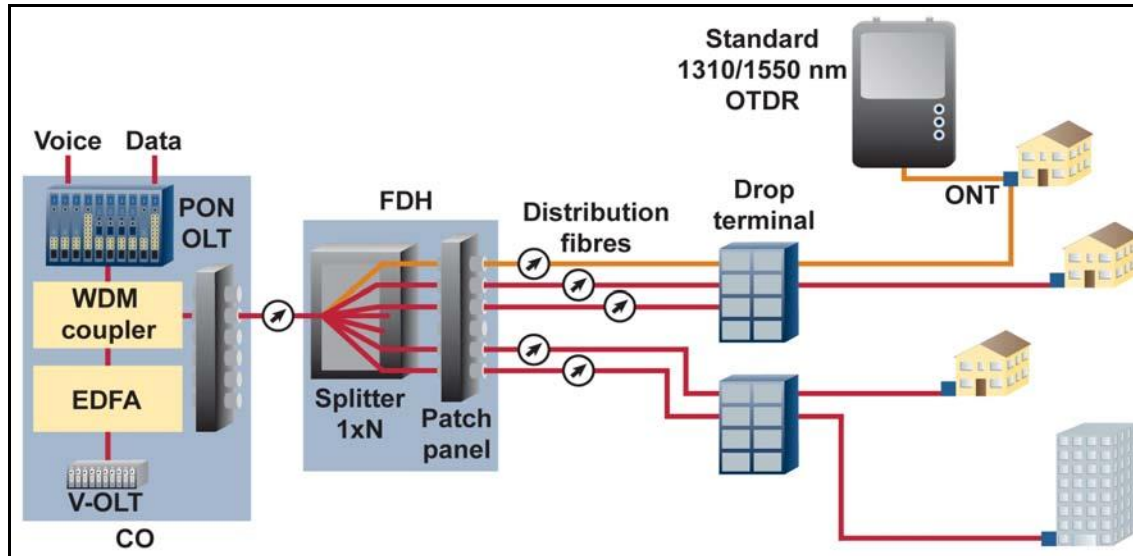 Standard
1310/1550 nm
OTDR
Voice Data
PON
OLT
WDM
coupler
EDFA
V-OLT
CO
FDH
Splitter
1xN
Patch
panel
Distribution
fibres
Drop
terminal
ONT